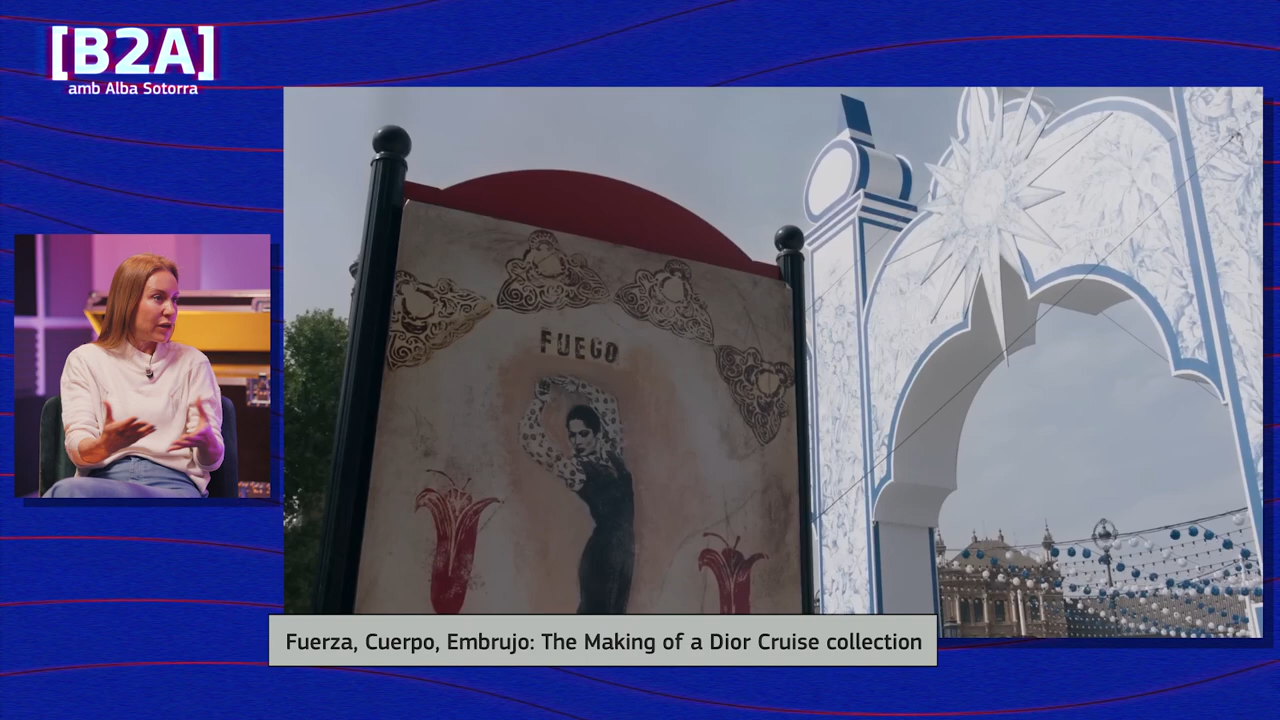 [B2A]
amb Alba Sotorra
FUEGO
Fuerza, Cuerpo, Embrujo: The Making of a Dior Cruise collection